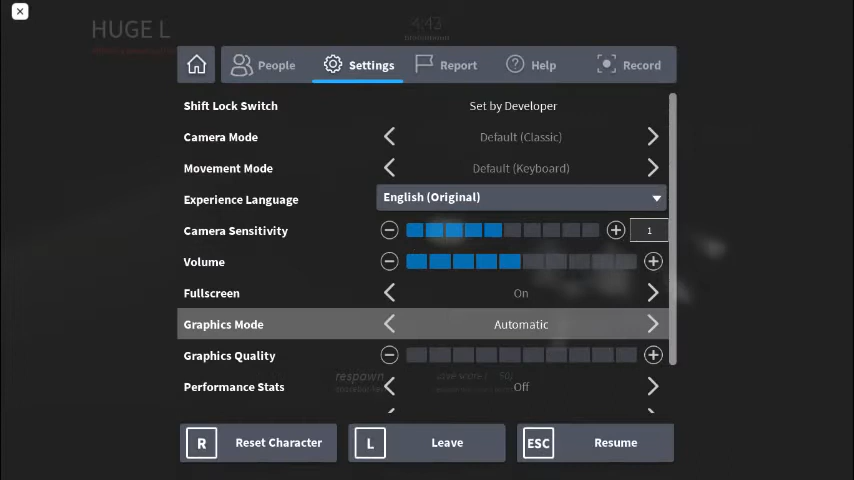 HUGE L
4:43
People
Settings
Report
Help
Record
Shift Lock Switch
Set by Developer
Camera Mode
Default (Classic)
Movement Mode
Default (Keyboard)
Experience Language
English (Original)
Camera Sensitivity
1
Volume
Fullscreen
On
Graphics Mode
Automatic
Graphics Quality
respawn
Performance Stats
Off
R
Reset Character
L
Leave
ESC
Resume